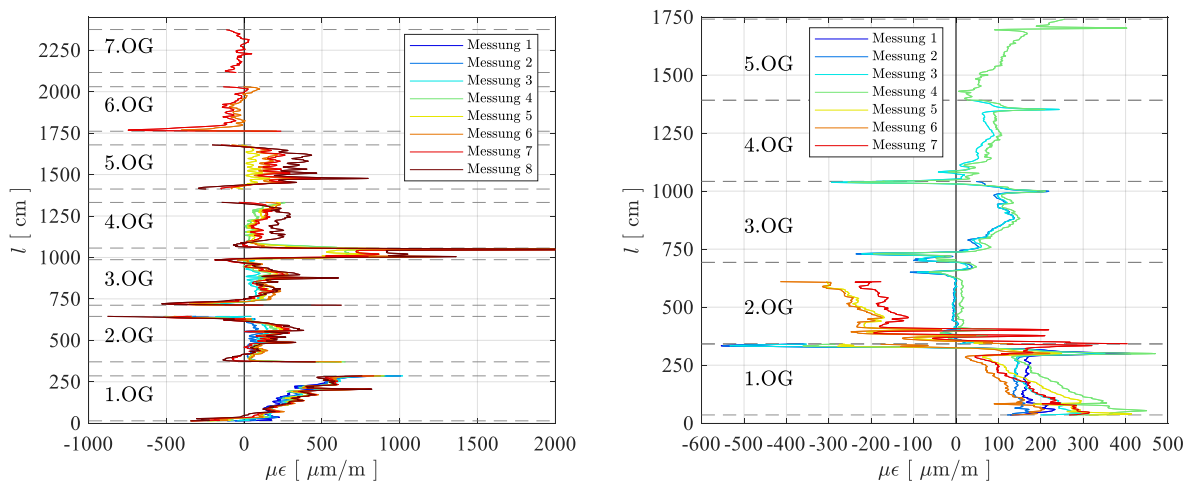 2250
2000
1750
1500
1250
1000
750
500
250
0
l [ cm ]
7.OG
6.OG
5.OG
4.OG
3.OG
2.OG
1.OG
Messung 1
Messung 2
Messung 3
Messung 4
Messung 5
Messung 6
Messung 7
Messung 8
-1000 -500 0 500 1000 1500 2000
με [ μm/m ]
1750
1500
1250
1000
750
500
250
0
l [ cm ]
5.OG
4.OG
3.OG
2.OG
1.OG
Messung 1
Messung 2
Messung 3
Messung 4
Messung 5
Messung 6
Messung 7
-600 -500 -400 -300 -200 -100 0 100 200 300 400 500
με [ μm/m ]